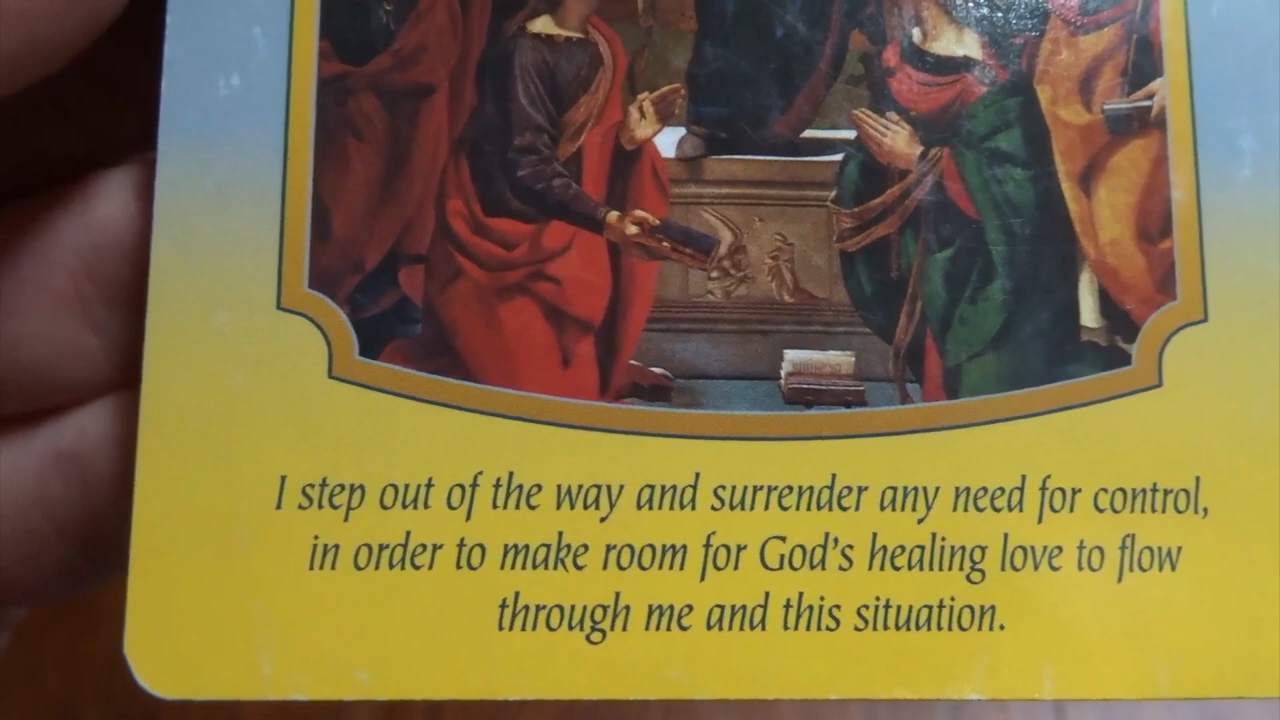 I step out of the way and surrender any need for control,
in order to make room for God's healing love to flow
through me and this situation.